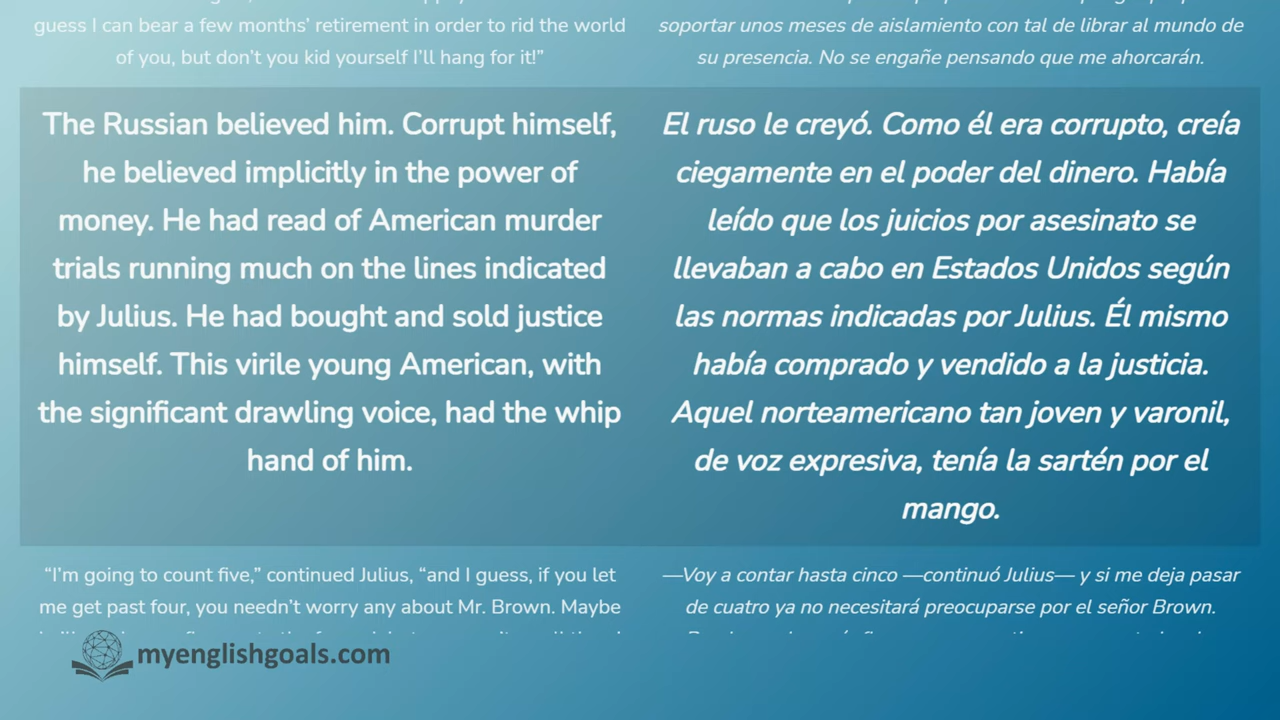 guess I can bear a few months’ retirement in order to rid the world
of you, but don’t you kid yourself I’ll hang for it!”
The Russian believed him. Corrupt himself,
he believed implicitly in the power of
money. He had read of American murder
trials running much on the lines indicated
by Julius. He had bought and sold justice
himself. This virile young American, with
the significant drawling voice, had the whip
hand of him.
“I’m going to count five,” continued Julius, “and I guess, if you let
me get past four, you needn’t worry any about Mr. Brown. Maybe
soportar unos meses de aislamiento con tal de librar al mundo de
su presencia. No se engañe pensando que me ahorcarán.
El ruso le creyó. Como él era corrupto, creía
ciegamente en el poder del dinero. Había
leído que los juicios por asesinato se
llevaban a cabo en Estados Unidos según
las normas indicadas por Julius. Él mismo
había comprado y vendido a la justicia.
Aquel norteamericano tan joven y varonil,
de voz expresiva, tenía la sartén por el
mango.
—Voy a contar hasta cinco —continuó Julius— y si me deja pasar
de cuatro ya no necesitará preocuparse por el señor Brown.
myenglishgoals.com